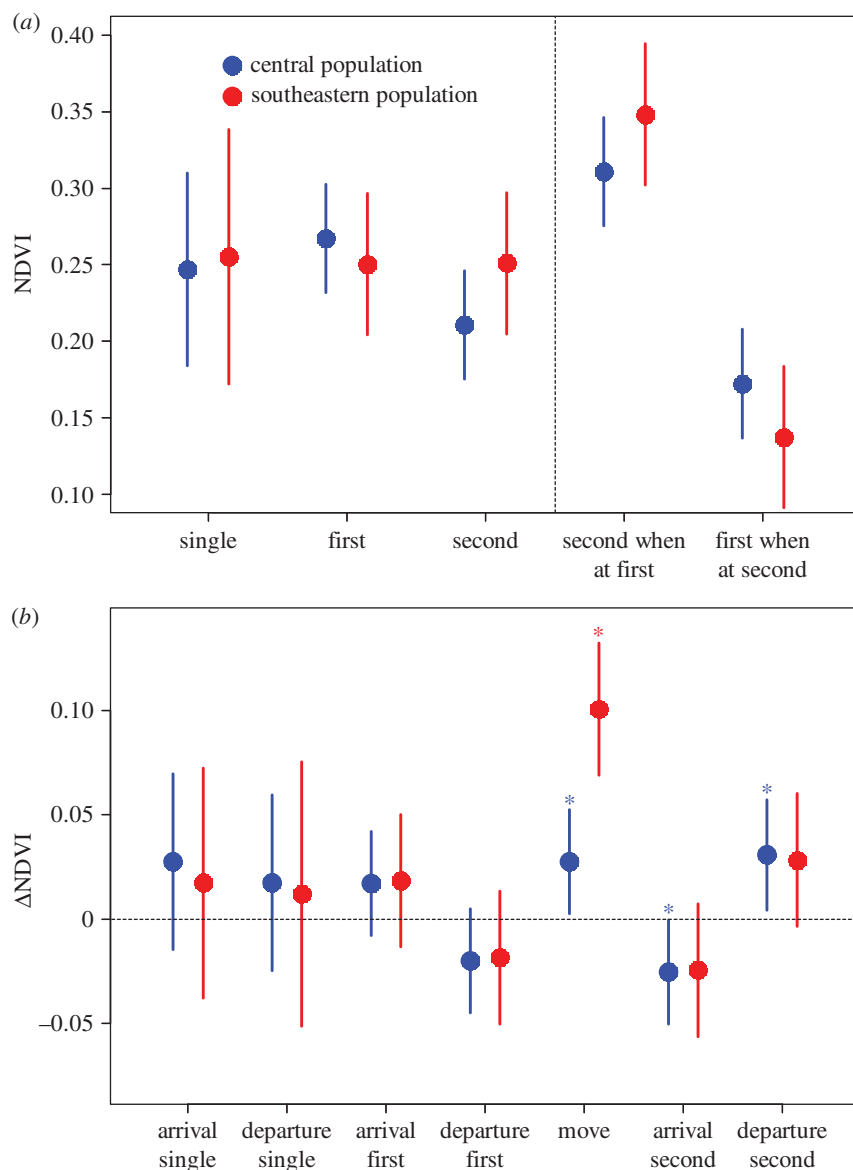 (a)
0.40
0.35
0.30
0.25
0.20
0.15
0.10
NDVI
central population
southeastern population
single
first
second
second when
at first
first when
at second
(b)
0.10
0.05
0
–0.05
ΔNDVI
*
*
*
*
arrival
single
departure
single
arrival
first
departure
first
move
arrival
second
departure
second